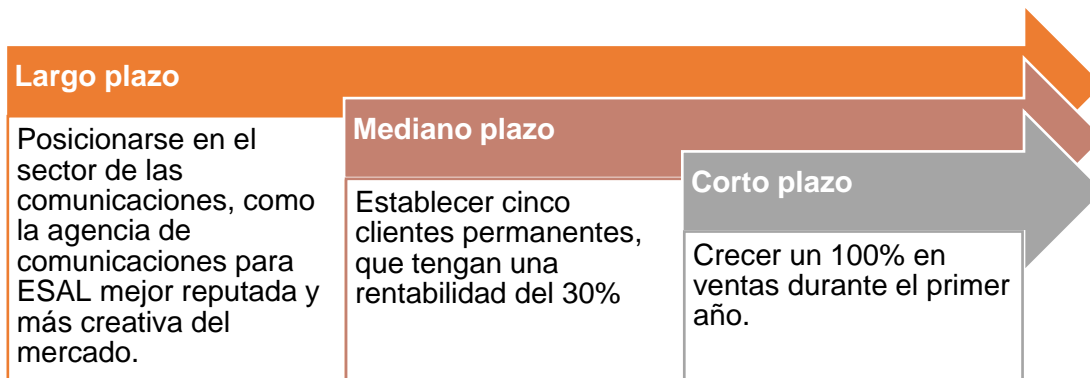 Largo plazo
Posicionarse en el
sector de las
comunicaciones, como
la agencia de
comunicaciones para
ESAL mejor reputada y
más creativa del
mercado.
Mediano plazo
Establecer cinco
clientes permanentes,
que tengan una
rentabilidad del 30%
Corto plazo
Crecer un 100% en
ventas durante el primer
año.